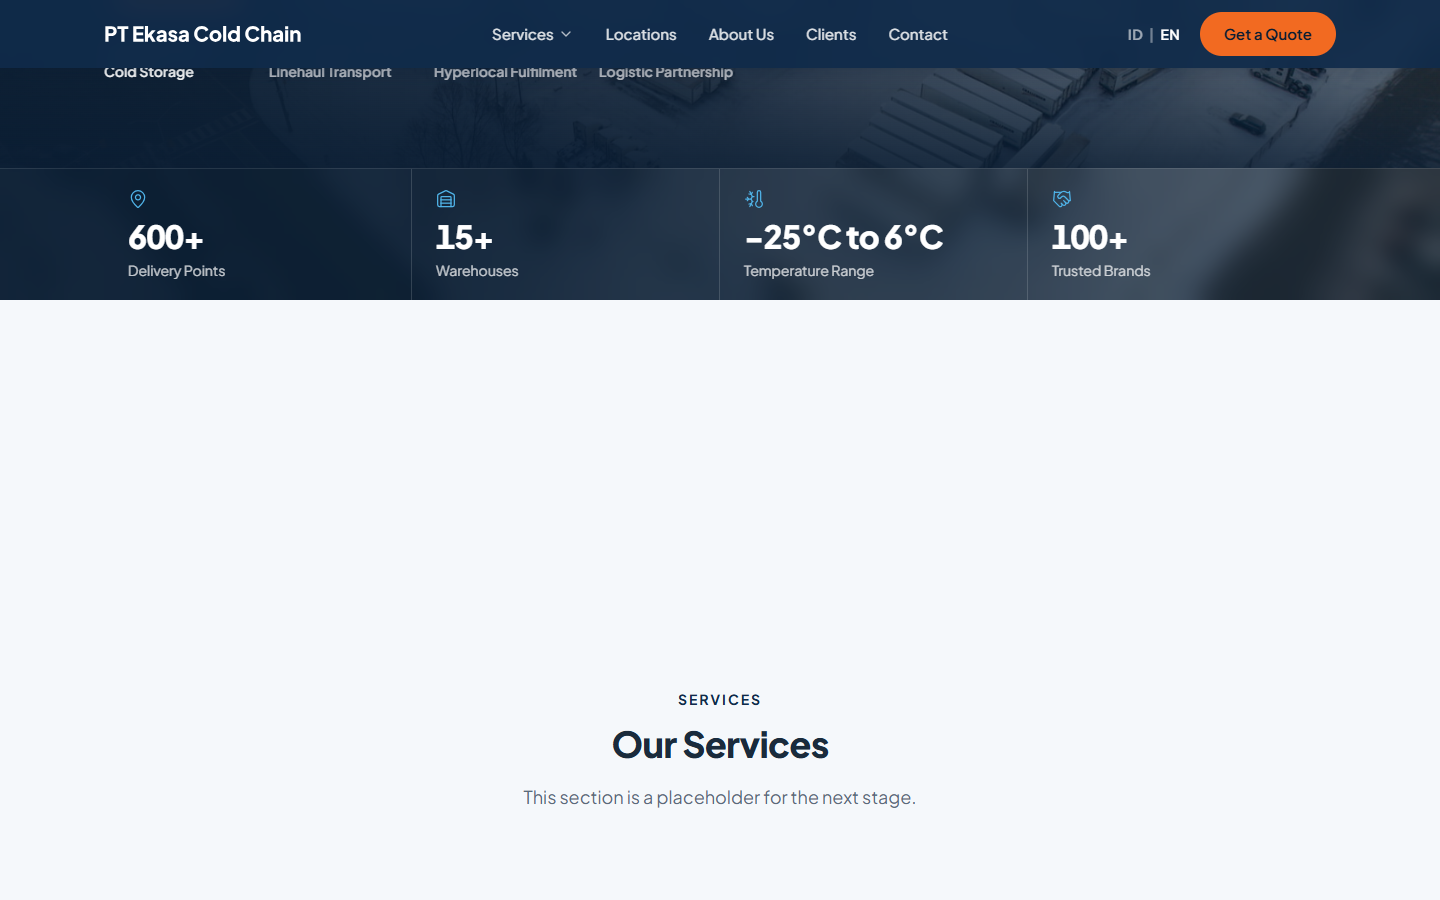 PT Ekasa Cold Chain
Services
Locations
About Us
Clients
Contact
ID | EN
Get a Quote
Cold Storage
Linehaul Transport
Hyperlocal Fulfilment
Logistic Partnership
600+
Delivery Points
15+
Warehouses
-25°C to 6°C
Temperature Range
100+
Trusted Brands
SERVICES
Our Services
This section is a placeholder for the next stage.